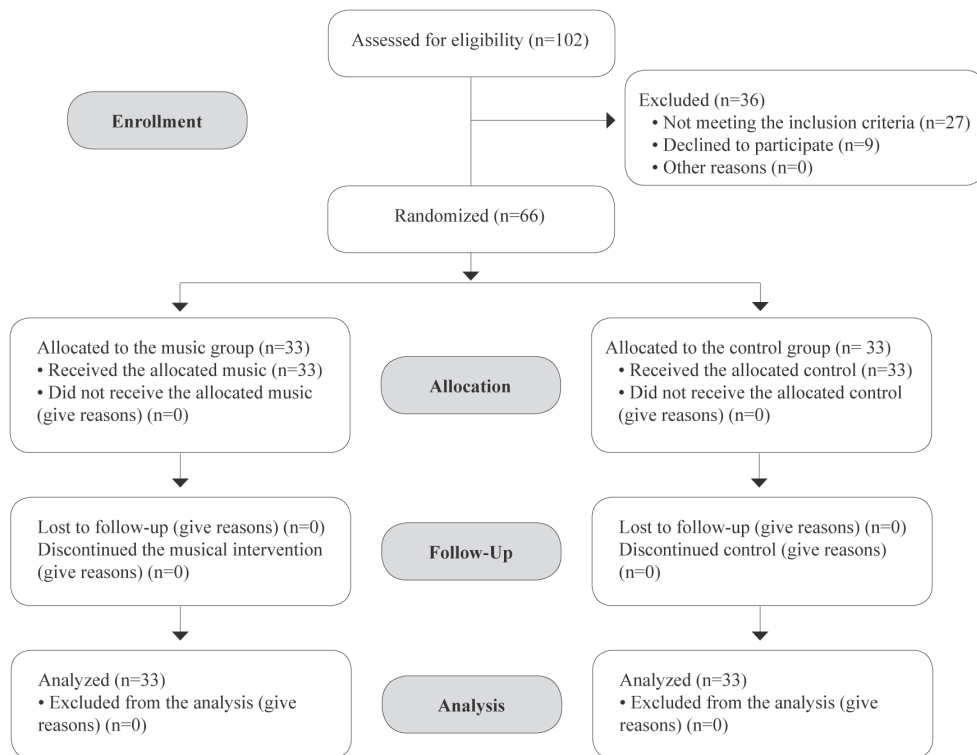 Assessed for eligibility (n=102)
Enrollment
Excluded (n=36)
• Not meeting the inclusion criteria (n=27)
• Declined to participate (n=9)
• Other reasons (n=0)
Randomized (n=66)
Allocated to the music group (n=33)
• Received the allocated music (n=33)
• Did not receive the allocated music
(give reasons) (n=0)
Allocation
Allocated to the control group (n= 33)
• Received the allocated control (n=33)
• Did not receive the allocated control
(give reasons) (n=0)
Lost to follow-up (give reasons) (n=0)
Discontinued the musical intervention
(give reasons) (n=0)
Follow-Up
Lost to follow-up (give reasons) (n=0)
Discontinued control (give reasons)
(n=0)
Analyzed (n=33)
• Excluded from the analysis (give
reasons) (n=0)
Analysis
Analyzed (n=33)
• Excluded from the analysis (give
reasons) (n=0)